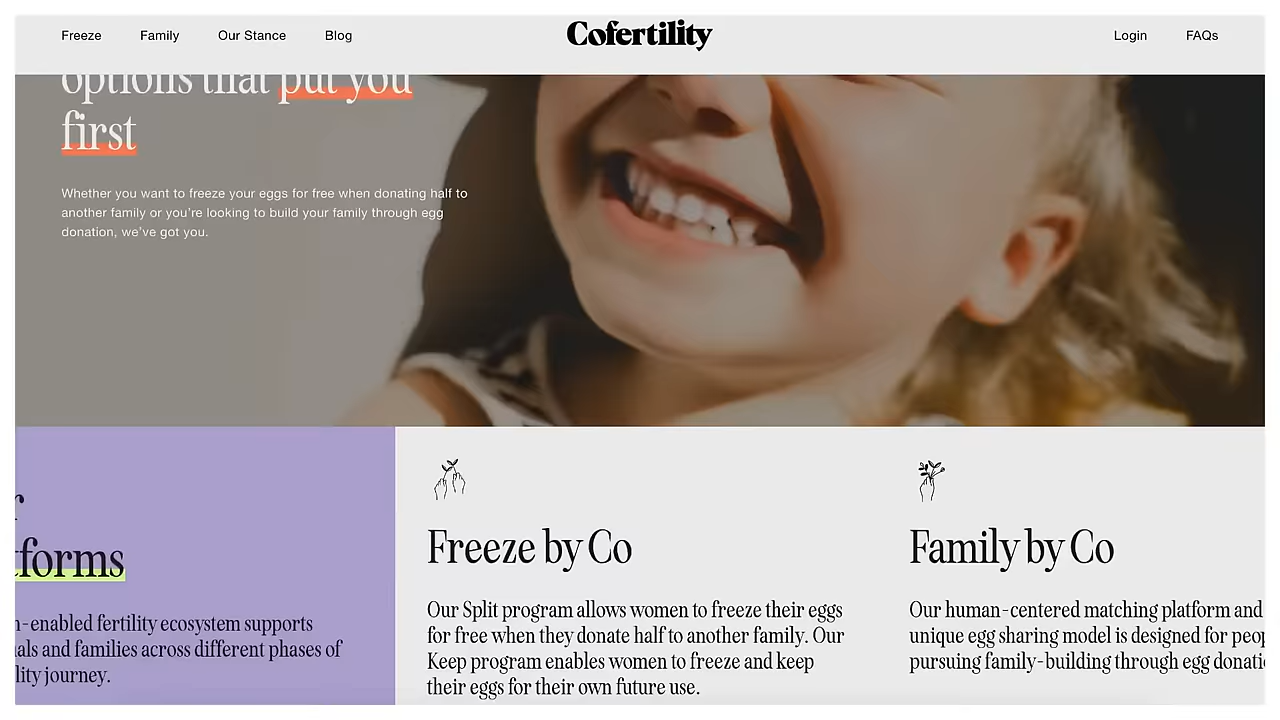 Freeze
Family
Our Stance
Blog
Cofertility
Login
FAQs
options that put you
first
Whether you want to freeze your eggs for free when donating half to
another family or you're looking to build your family through egg
donation, we've got you.
-enabled fertility ecosystem supports
and families across different phases of
journey.
Freeze by Co
Our Split program allows women to freeze their eggs
for free when they donate half to another family. Our
Keep program enables women to freeze and keep
their eggs for their own future use.
Family by Co
Our human-centered matching platform and
unique egg sharing model is designed for
pursuing family-building through egg